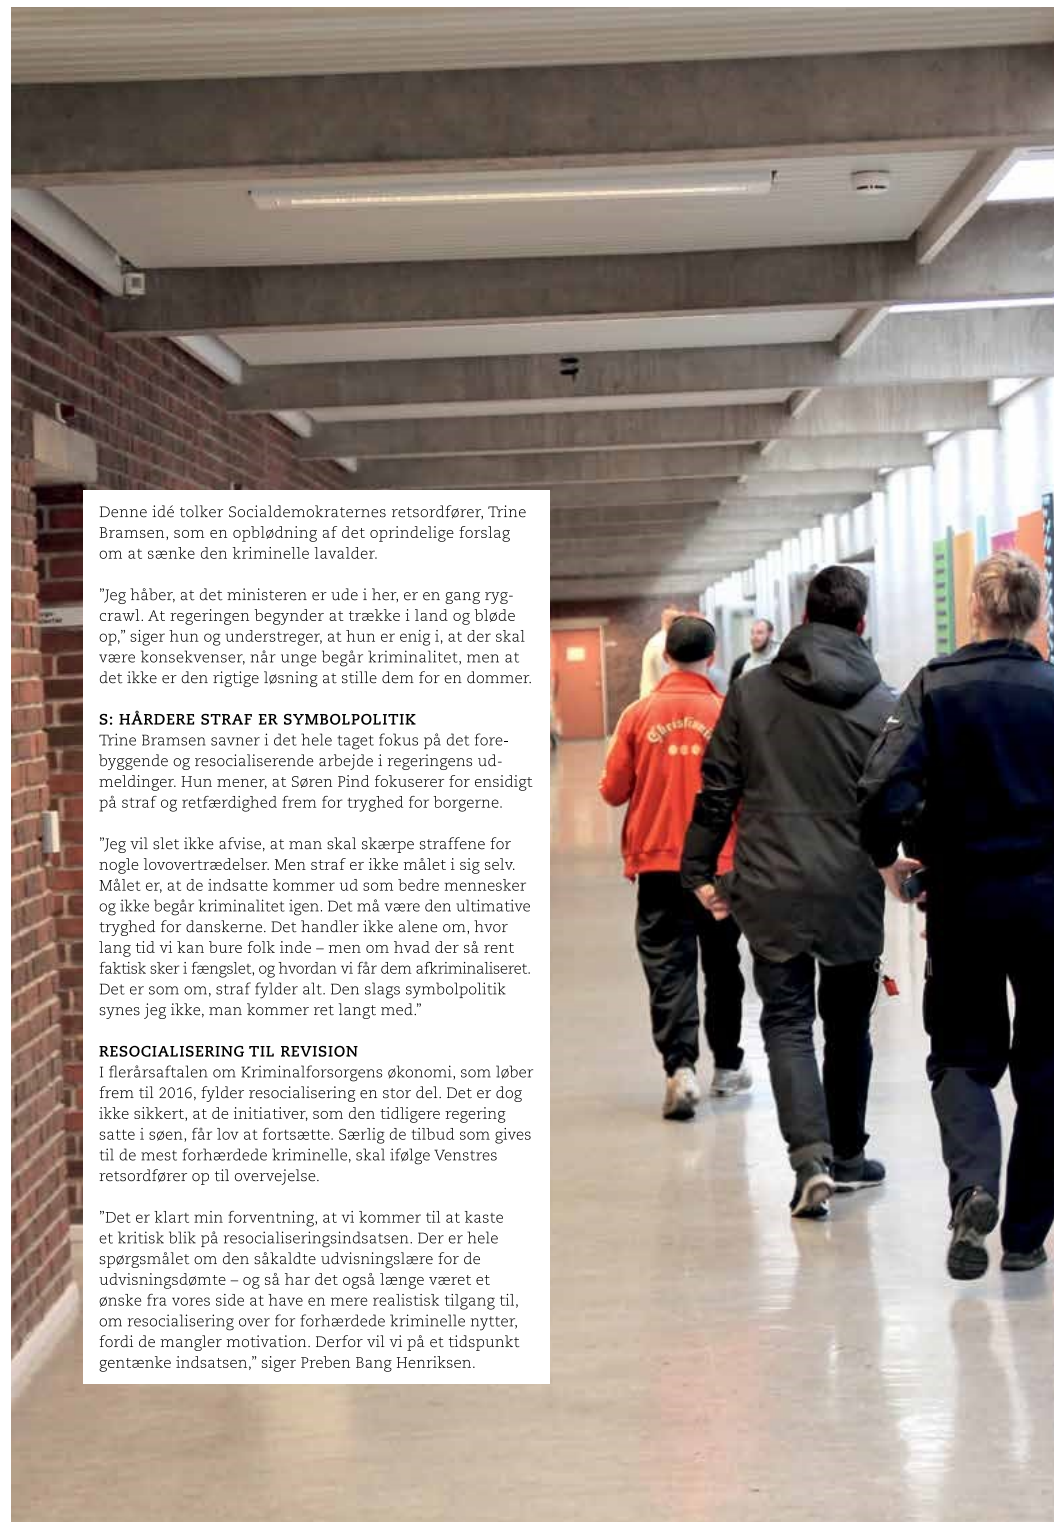 Denne idé tolker Socialdemokraternes retsordfører, Trine
Bramsen, som en opblødning af det oprindelige forslag
om at sænke den kriminelle lavalder.

”Jeg håber, at det ministeren er ude i her, er en gang ryg-
crawl. At regeringen begynder at trække i land og bløde
op,” siger hun og understreger, at hun er enig i, at der skal
være konsekvenser, når unge begår kriminalitet, men at
det ikke er den rigtige løsning at stille dem for en dommer.

S: HÅRDERE STRAF ER SYMBOLPOLITIK
Trine Bramsen savner i det hele taget fokus på det fore-
byggende og resocialiserende arbejde i regeringens ud-
meldinger. Hun mener, at Søren Pind fokuserer for ensidigt
på straf og retfærdighed frem for tryghed for borgerne.

”Jeg vil slet ikke afvise, at man skal skærpe straffene for
nogle lovovertrædelser. Men straf er ikke målet i sig selv.
Målet er, at de indsatte kommer ud som bedre mennesker
og ikke begår kriminalitet igen. Det må være den ultimative
tryghed for danskerne. Det handler ikke alene om, hvor
lang tid vi kan bure folk inde – men om hvad der så rent
faktisk sker i fængslet, og hvordan vi får dem afkriminaliseret.
Det er som om, straf fylder alt. Den slags symbolpolitik
synes jeg ikke, man kommer ret langt med.”

RESOCIALISERING TIL REVISION
I flerårsaftalen om Kriminalforsorgens økonomi, som løber
frem til 2016, fylder resocialisering en stor del. Det er dog
ikke sikkert, at de initiativer, som den tidligere regering
satte i søen, får lov at fortsætte. Særlig de tilbud som gives
til de mest forhærdede kriminelle, skal ifølge Venstres
retsordfører op til overvejelse.

”Det er klart min forventning, at vi kommer til at kaste
et kritisk blik på resocialiseringsindsatsen. Der er hele
spørgsmålet om den såkaldte udvisningslære for de
udvisningsdømte – og så har det også længe været et
ønske fra vores side at have en mere realistisk tilgang til,
om resocialisering over for forhærdede kriminelle nytter,
fordi de mangler motivation. Derfor vil vi på et tidspunkt
gentænke indsatsen,” siger Preben Bang Henriksen.